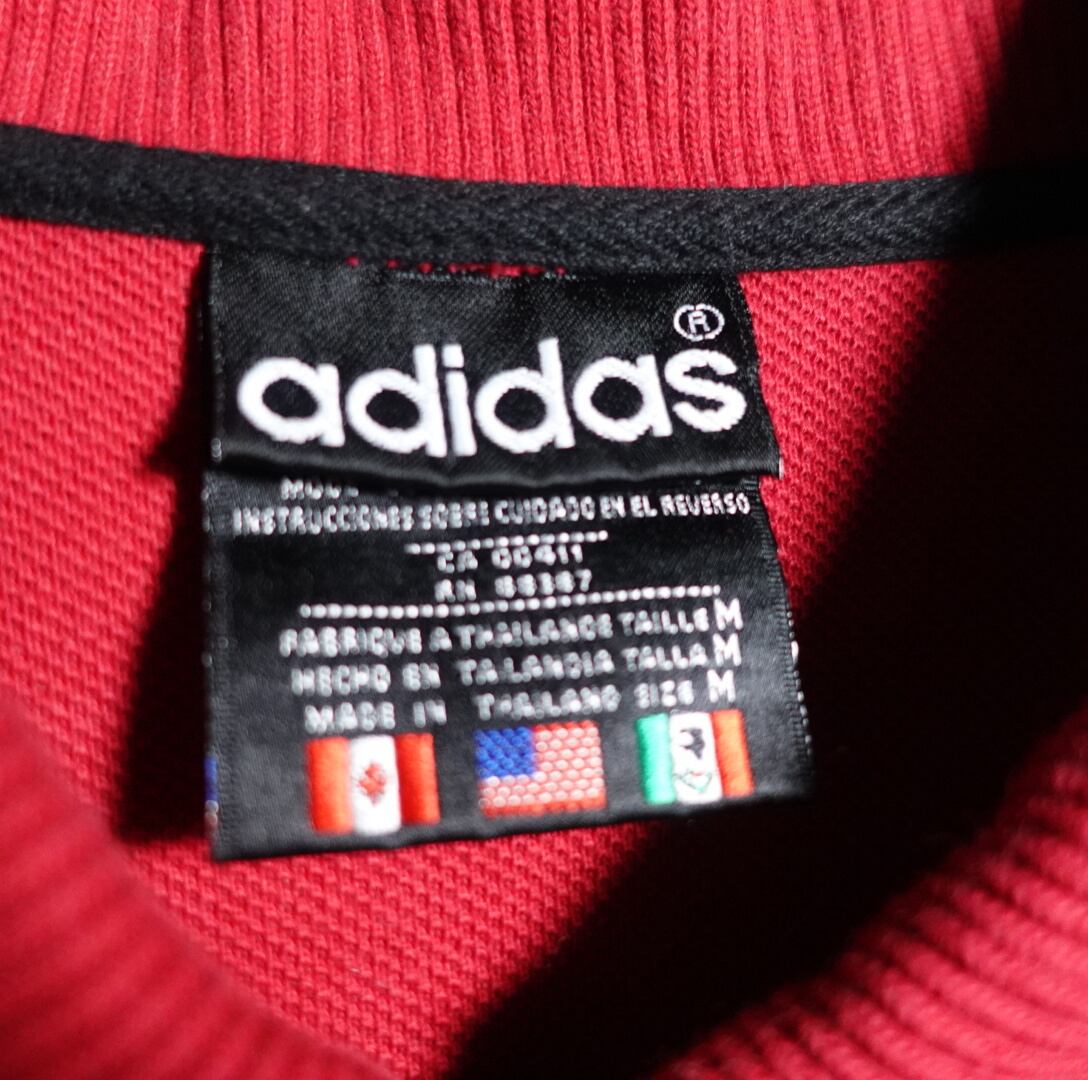 adidas®
INSTRUCCIONES SOBRE CUIDADO EN EL REVERSO
CA 00411
RN 88387
FABRIQUE A THAILANDE TAILLE M
HECHO EN TAILANDIA TALLA M
MADE IN THAILAND SIZE M